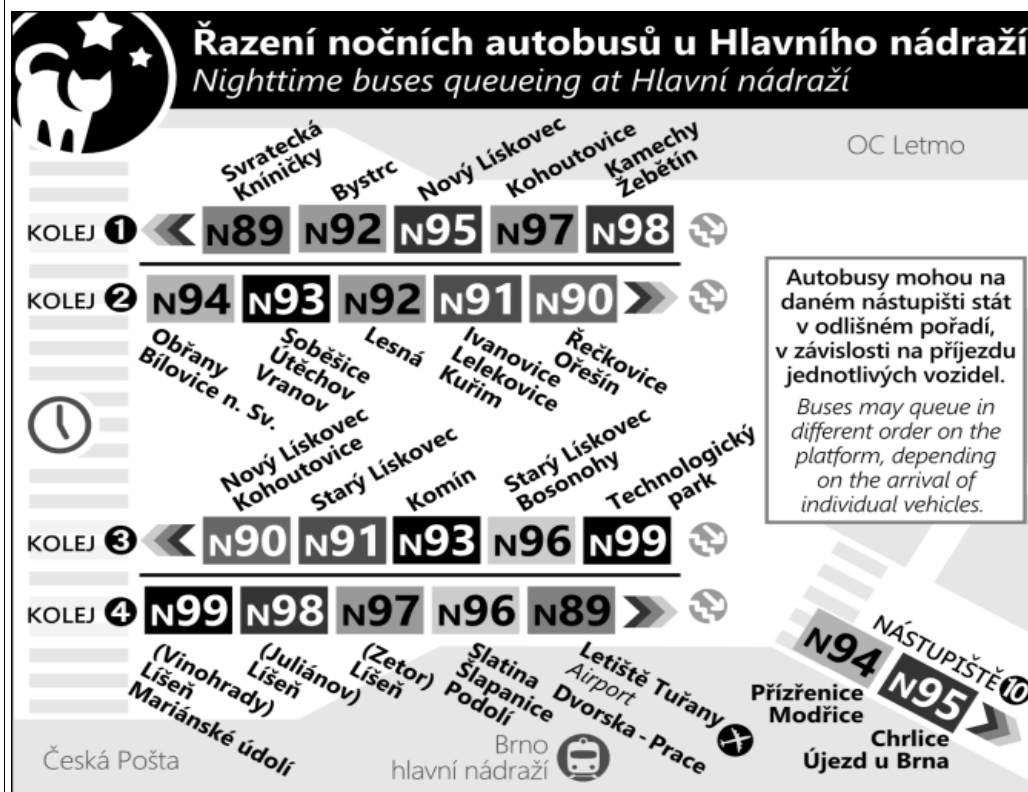 Řazení nočních autobusů u Hlavního nádraží
Nighttime buses queueing at Hlavní nádraží
OC Letmo
Svratecká
Kníničky
Bystrc
Nový Lískovec
Kohoutovice
Kamechy
Žebětín
KOLEJ 1
N89 N92 N95 N97 N98
KOLEJ 2
N94 N93 N92 N91 N90
Obřany
Bílovice n. Sv.
Soběšice
Útěchov
Vranov
Lesná
Ivanovice
Lelekovice
Kuřim
Řečkovice
Ořešín
Autobusy mohou na
daném nástupišti stát
v odlišném pořadí,
v závislosti na příjezdu
jednotlivých vozidel.
Buses may queue in
different order on the
platform, depending
on the arrival of
individual vehicles.
Nový Lískovec
Kohoutovice
Starý Lískovec
Komín
Starý Lískovec
Bosonohy
Technologický
park
KOLEJ 3
N90 N91 N93 N96 N99
KOLEJ 4
N99 N98 N97 N96 N89
(Vinohrady)
Líšeň
Mariánské údolí
(Juliánov)
Líšeň
(Zetor)
Líšeň
Slatina
Šlapanice
Podolí
Letiště Tuřany
Airport
Dvorska - Prace
NÁSTUPIŠTĚ 10
N94 N95
Přízřenice
Modřice
Chrlice
Újezd u Brna
Česká Pošta
Brno
hlavní nádraží